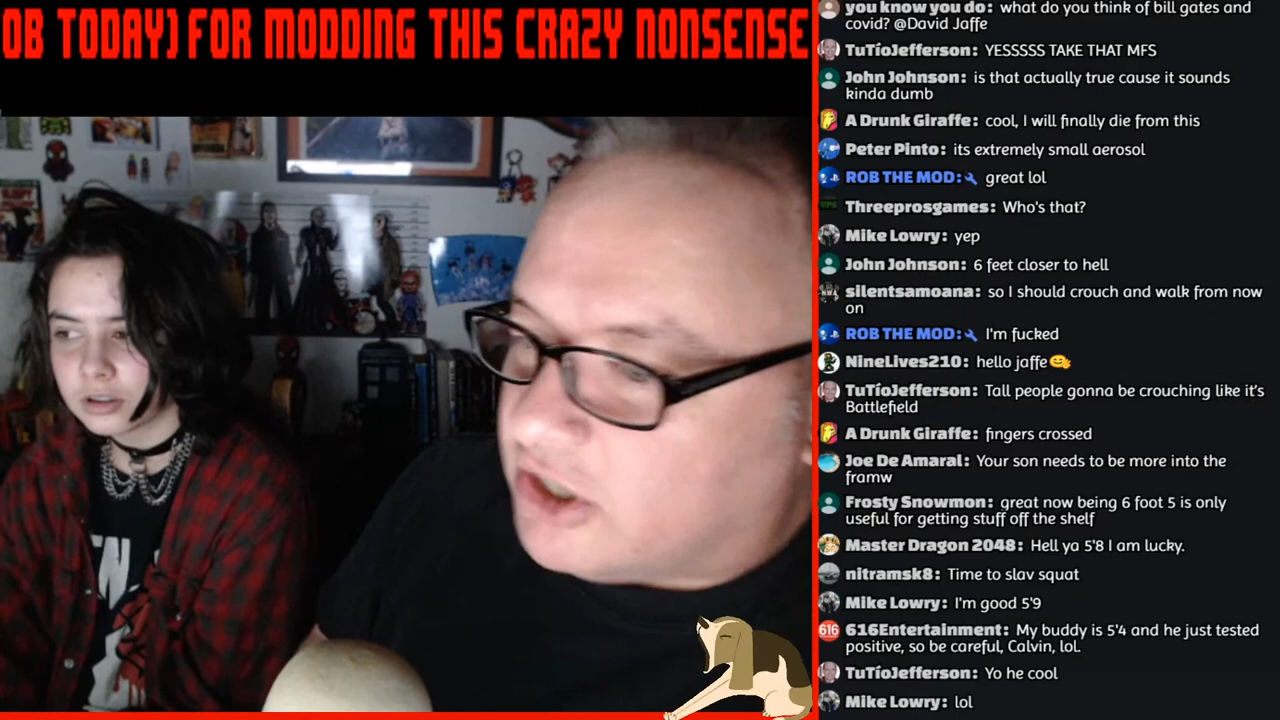 OB TODAY) FOR MODDING THIS CRAZY NONSENSE
you know you do: what do you think of bill gates and
covid? @David Jaffe
TuTíoJefferson: YESSSSS TAKE THAT MFS
John Johnson: is that actually true cause it sounds
kinda dumb
A Drunk Giraffe: cool, I will finally die from this
Peter Pinto: its extremely small aerosol
ROB THE MOD: great lol
Threeprosgames: Who's that?
Mike Lowry: yep
John Johnson: 6 feet closer to hell
silentsamoana: so I should crouch and walk from now
on
ROB THE MOD: I'm fucked
NineLives210: hello jaffe
TuTíoJefferson: Tall people gonna be crouching like it's
Battlefield
A Drunk Giraffe: fingers crossed
Joe De Amaral: Your son needs to be more into the
framw
Frosty Snowmon: great now being 6 foot 5 is only
useful for getting stuff off the shelf
Master Dragon 2048: Hell ya 5'8 I am lucky.
nitramsk8: Time to slav squat
Mike Lowry: I'm good 5'9
616
616Entertainment: My buddy is 5'4 and he just tested
positive, so be careful, Calvin, lol.
TuTíoJefferson: Yo he cool
Mike Lowry: lol